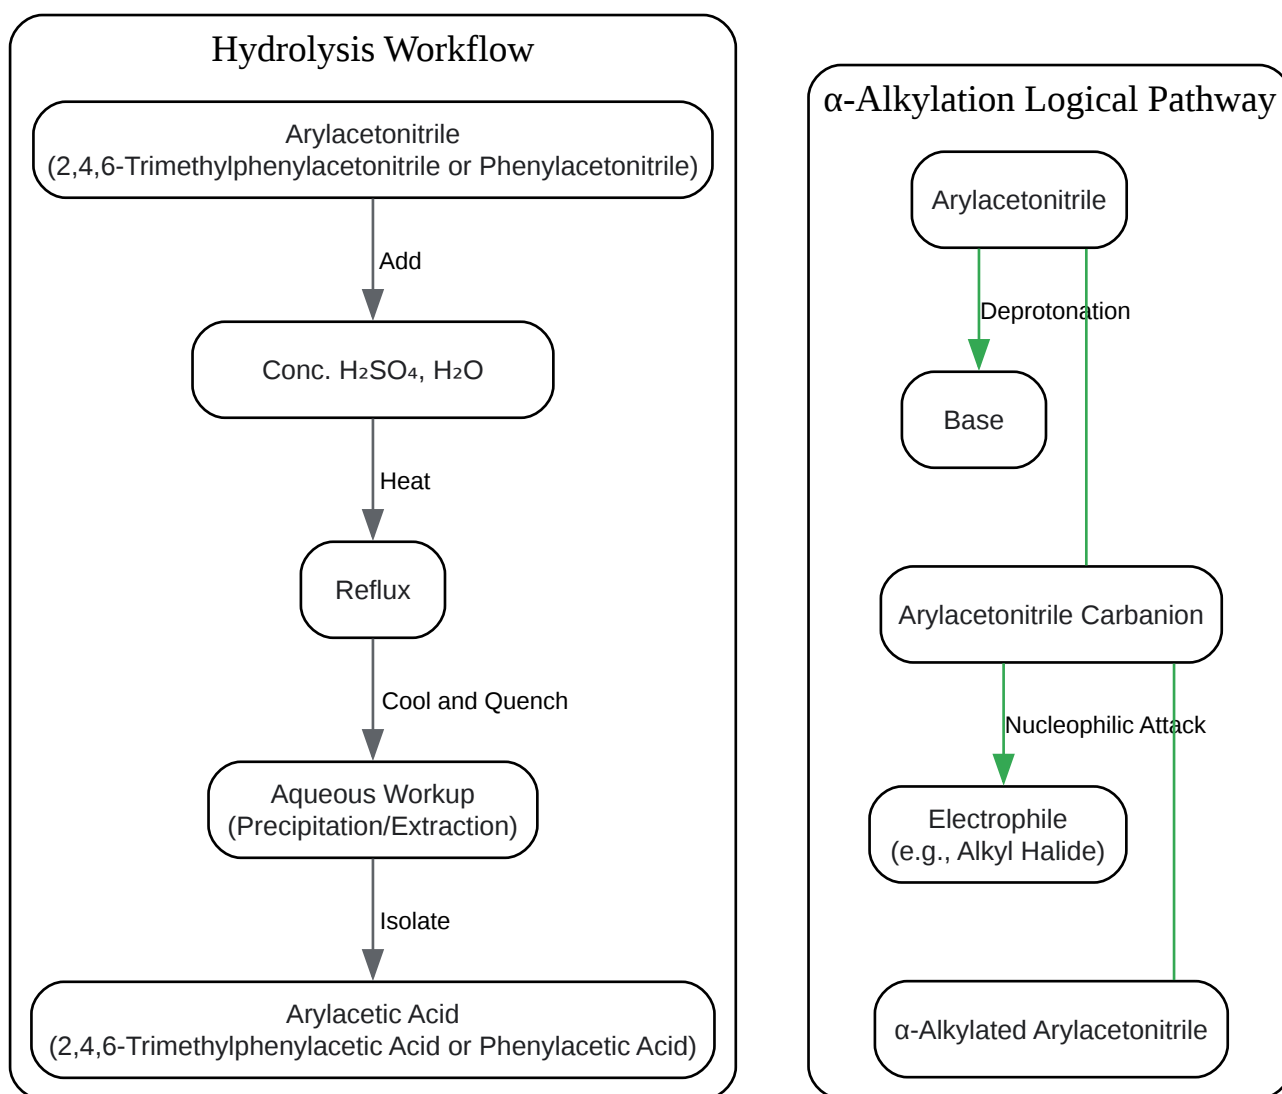 Hydrolysis Workflow
Arylacetonitrile
(2,4,6-Trimethylphenylacetonitrile or Phenylacetonitrile)
Add
Conc. H₂SO₄, H₂O
Heat
Reflux
Cool and Quench
Aqueous Workup
(Precipitation/Extraction)
Isolate
Arylacetic Acid
(2,4,6-Trimethylphenylacetic Acid or Phenylacetic Acid)
α-Alkylation Logical Pathway
Arylacetonitrile
Deprotonation
Base
Arylacetonitrile Carbanion
Nucleophilic Attack
Electrophile
(e.g., Alkyl Halide)
α-Alkylated Arylacetonitrile